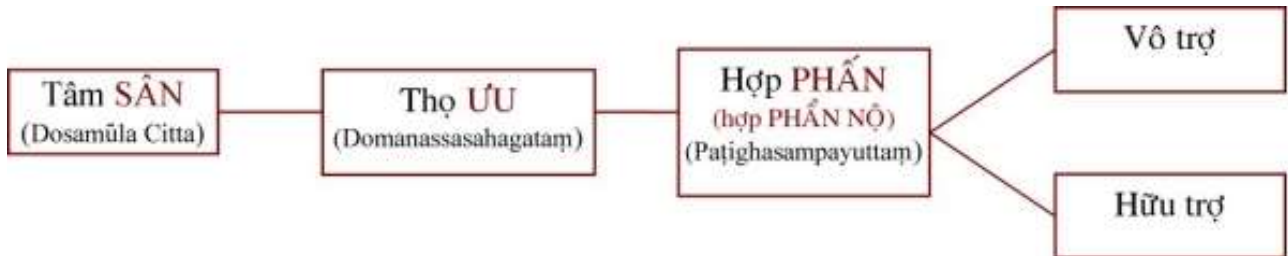 Tâm SÂN
(Dosamūla Citta)
Thọ ƯU
(Domanassasahagataṃ)
Hợp PHẪN
(hợp PHẪN NỘ)
(Paṭighasampayuttaṃ)
Vô trợ
Hữu trợ